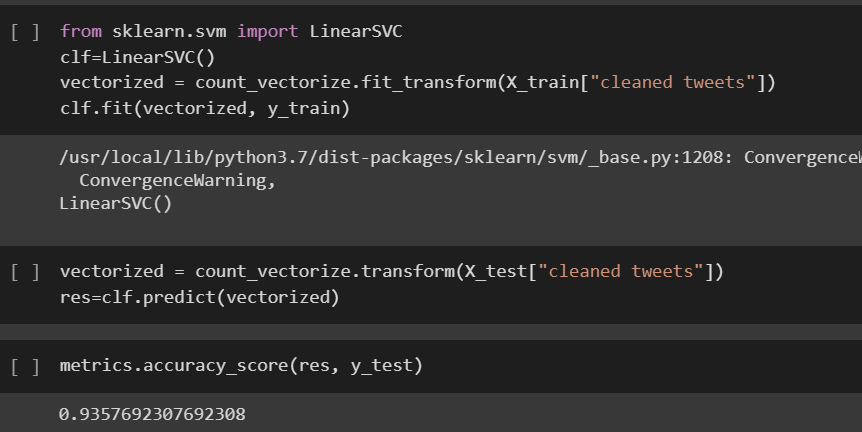 [ ] from sklearn.svm import LinearSVC
clf=LinearSVC()
vectorized = count_vectorize.fit_transform(X_train["cleaned tweets"])
clf.fit(vectorized, y_train)
/usr/local/lib/python3.7/dist-packages/sklearn/svm/_base.py:1208: Convergence
ConvergenceWarning,
LinearSVC()
[ ] vectorized = count_vectorize.transform(X_test["cleaned tweets"])
res=clf.predict(vectorized)
[ ] metrics.accuracy_score(res, y_test)
0.9357692307692308